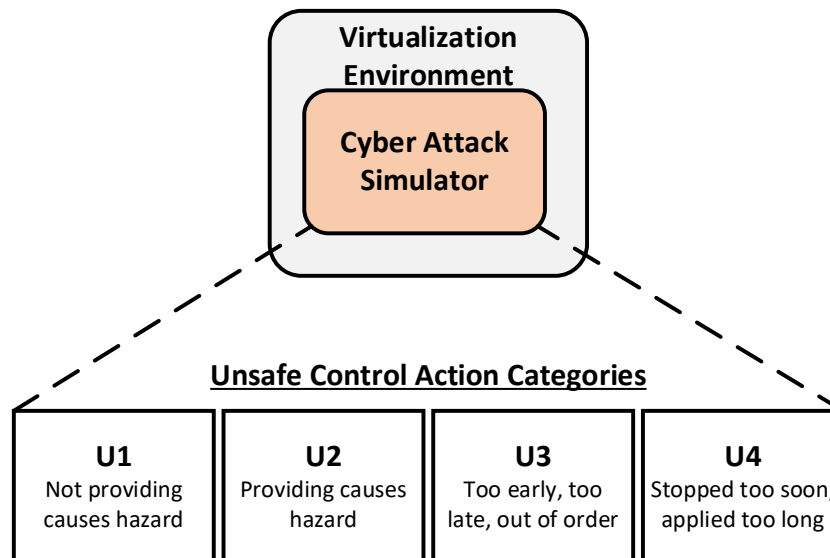 Virtualization
Environment
Cyber Attack
Simulator
Unsafe Control Action Categories
U1
Not providing
causes hazard
U2
Providing causes
hazard
U3
Too early, too
late, out of order
U4
Stopped too soon,
applied too long